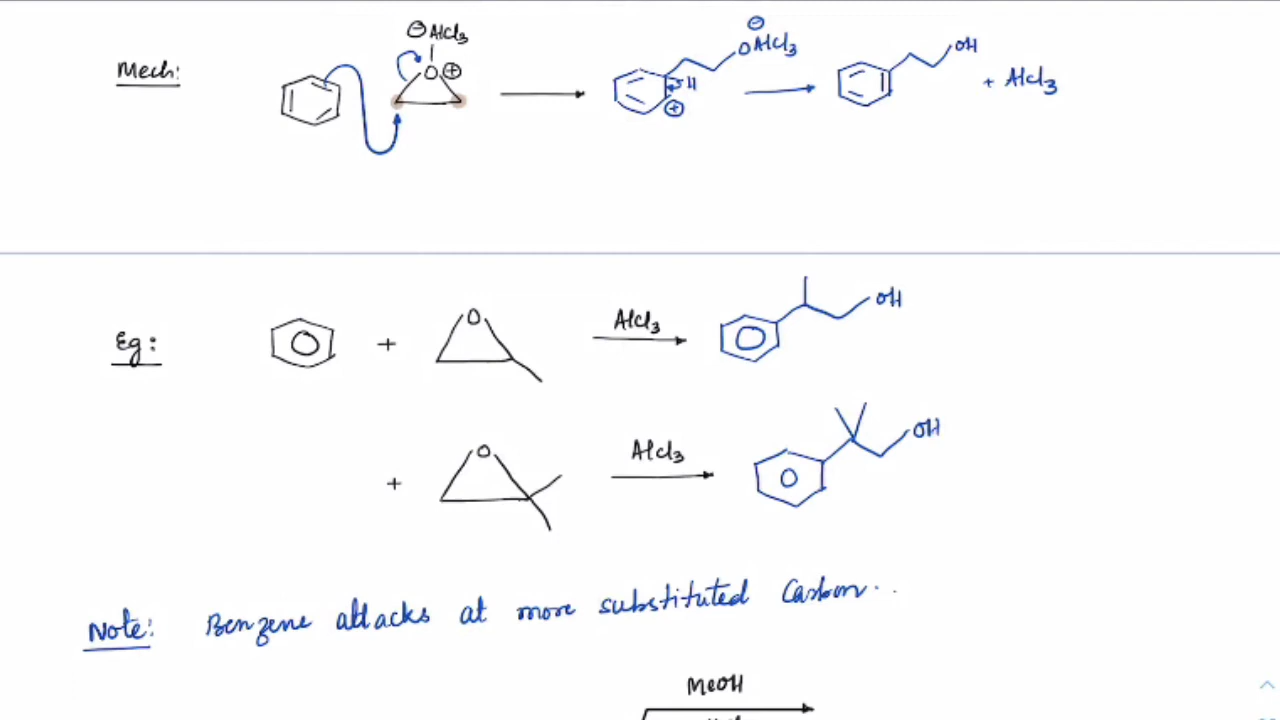 ⊖AlCl3
Mech: O⊕ ⊖OAlCl3 H ⊕ OH + AlCl3
Eg: + O AlCl3 OH
+ O AlCl3 OH
Note: Benzene attacks at more substituted Carbon..
MeOH